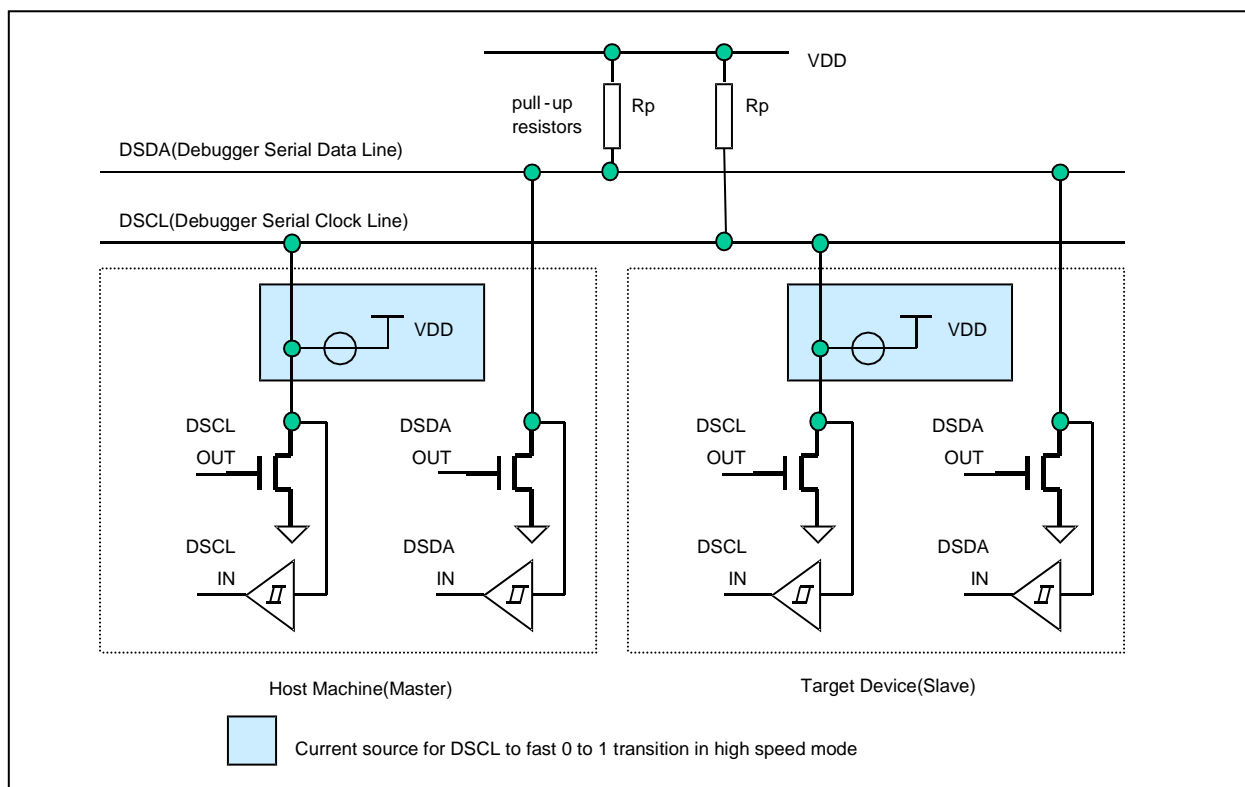 VDD
pull-up
resistors
Rp
Rp
DSDA(Debugger Serial Data Line)
DSCL(Debugger Serial Clock Line)
VDD
VDD
DSCL
OUT
DSDA
OUT
DSCL
OUT
DSDA
OUT
DSCL
IN
DSDA
IN
DSCL
IN
DSDA
IN
Host Machine(Master)
Target Device(Slave)
Current source for DSCL to fast 0 to 1 transition in high speed mode